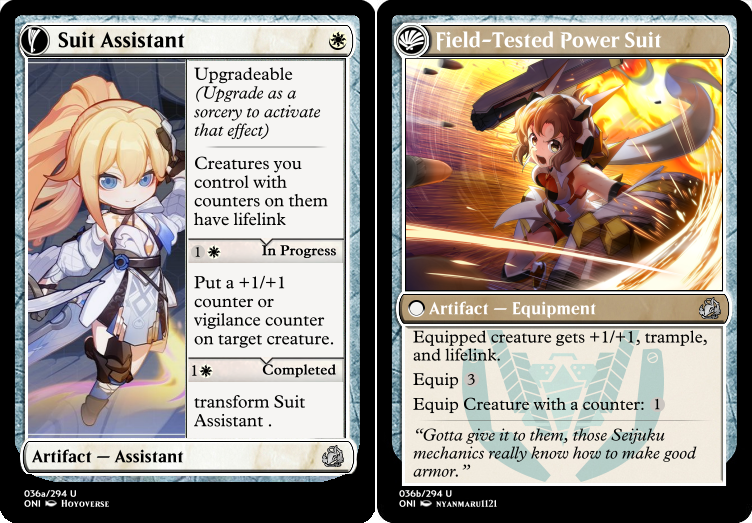 Suit Assistant
Upgradeable
(Upgrade as a
sorcery to activate
that effect)
Creatures you
control with
counters on them
have lifelink
1 In Progress
Put a +1/+1
counter or
vigilance counter
on target creature.
1 Completed
transform Suit
Assistant .
Artifact — Assistant
036a/294 U
ONI Hoyoverse
Field-Tested Power Suit
Artifact — Equipment
Equipped creature gets +1/+1, trample,
and lifelink.
Equip 3
Equip Creature with a counter: 1
“Gotta give it to them, those Seijuku
mechanics really know how to make good
armor.”
036b/294 U
ONI nyanmaru1121